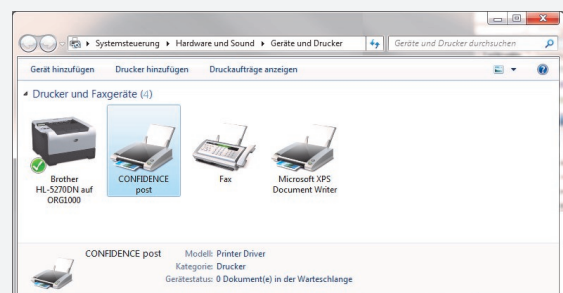 Systemsteuerung ▸ Hardware und Sound ▸ Geräte und Drucker
Geräte und Drucker durchsuchen
Gerät hinzufügen Drucker hinzufügen Druckaufträge anzeigen
Drucker und Faxgeräte (4)
Brother
HL-5270DN auf
ORG1000
CONFIDENCE
post
Fax
Microsoft XPS
Document Writer
CONFIDENCE post
Modell: Printer Driver
Kategorie: Drucker
Gerätestatus: 0 Dokument(e) in der Warteschlange